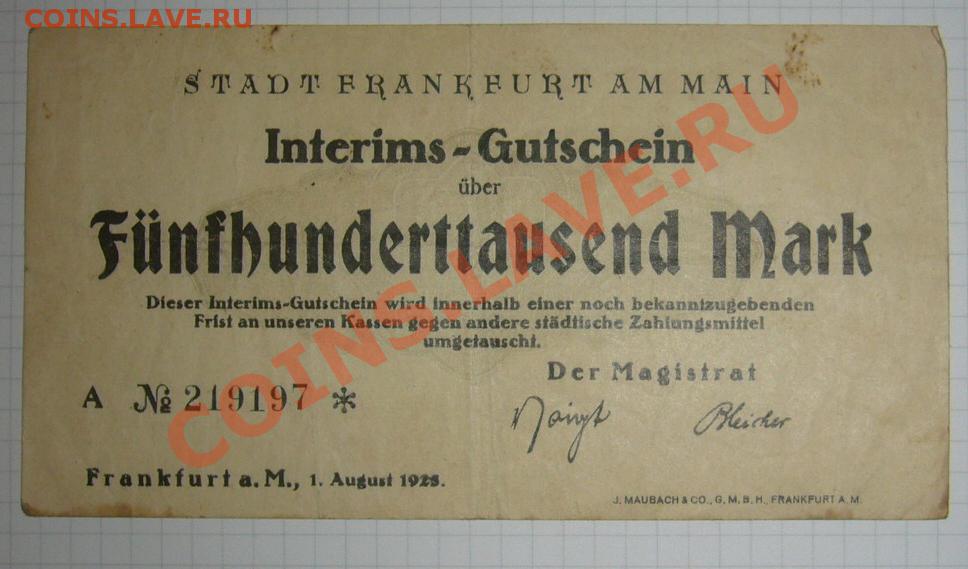 COINS.LAVE.RU
STADT FRANKFURT AM MAIN
Interims-Gutschein
über
Fünfhunderttausend Mark
Dieser Interims-Gutschein wird innerhalb einer noch bekanntzugebenden
Frist an unseren Kassen gegen andere städtische Zahlungsmittel
umgetauscht.
Der Magistrat
A № 219197 *
Voigt Bleicher
Frankfurt a. M., 1. August 1923.
J. MAUBACH & CO., G. M. B. H., FRANKFURT A. M.
COINS.LAVE.RU